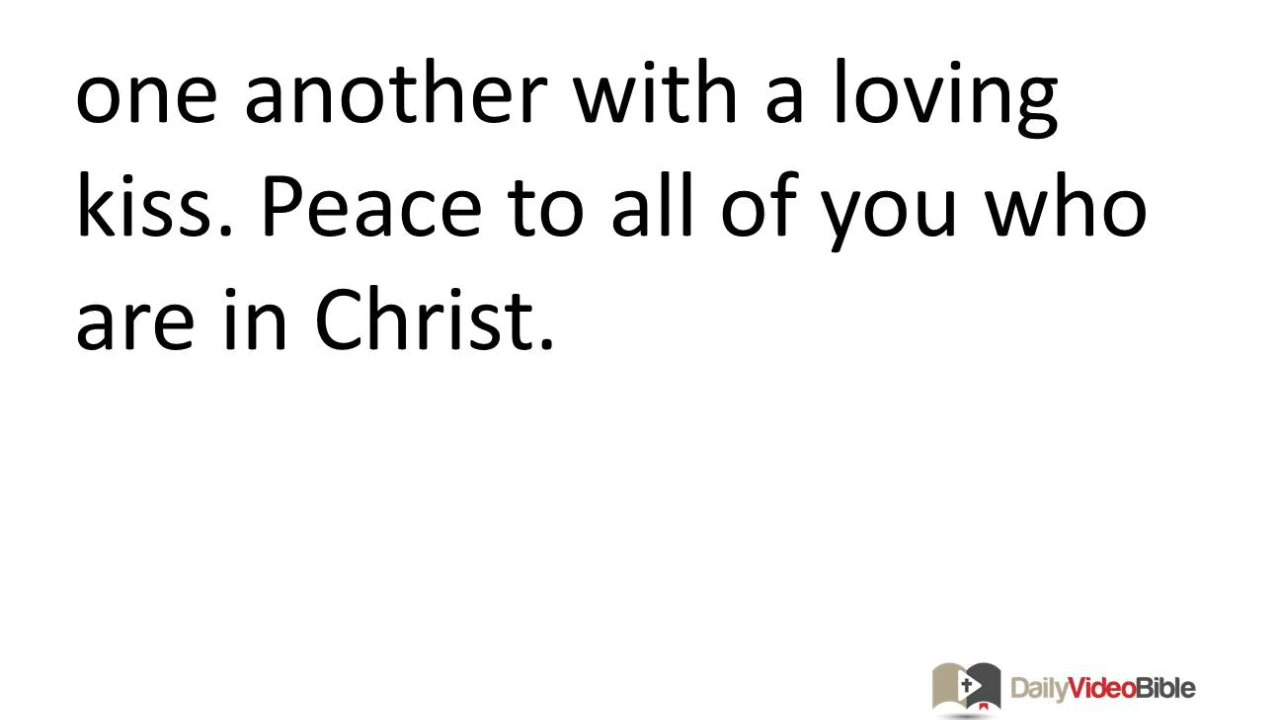 one another with a loving
kiss. Peace to all of you who
are in Christ.
DailyVideoBible